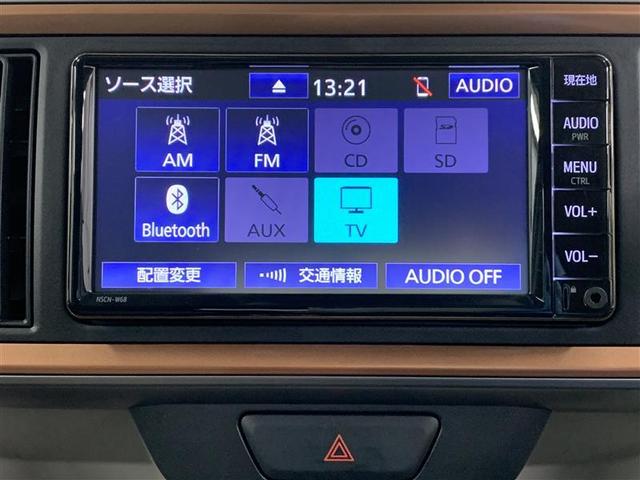 ソース選択 13:21 AUDIO 現在地
AM FM CD SD
AUDIO
PWR
MENU
CTRL
Bluetooth AUX TV
VOL+
VOL−
配置変更 交通情報 AUDIO OFF
NSCN-W68